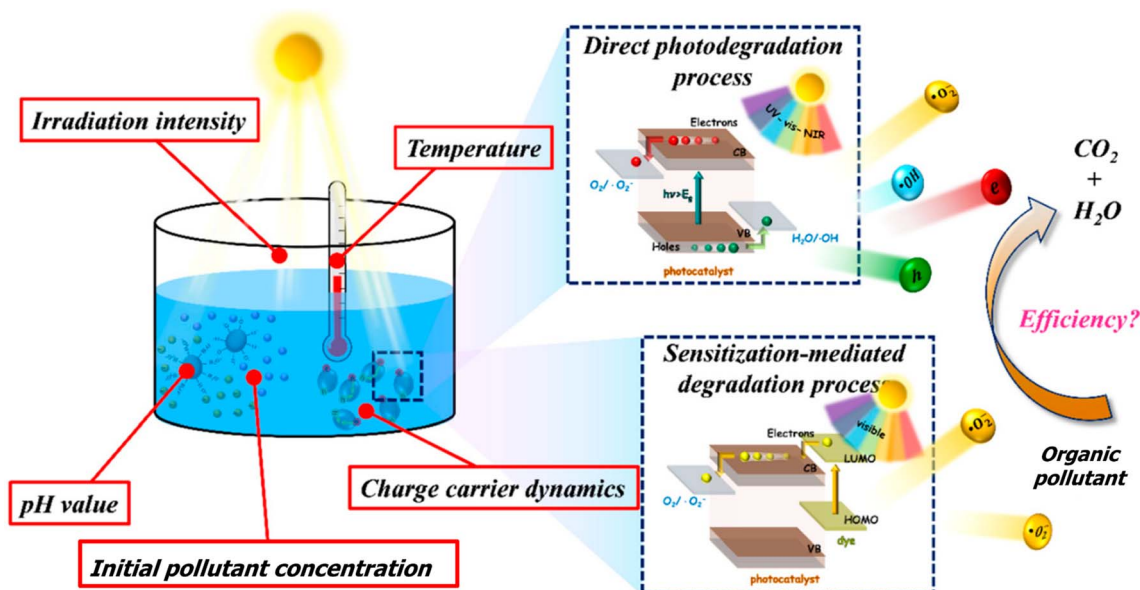 Irradiation intensity
Temperature
pH value
Initial pollutant concentration
Charge carrier dynamics
Direct photodegradation
process
UV-vis-NIR
Electrons
CB
O₂/·O₂⁻
hν>Eg
VB
Holes
H₂O/·OH
photocatalyst
•O₂⁻
•OH
e
h
CO₂
+
H₂O
Efficiency?
Organic
pollutant
Sensitization-mediated
degradation process
visible
Electrons
LUMO
CB
O₂/·O₂⁻
HOMO
dye
VB
photocatalyst
•O₂⁻
•O₂⁻